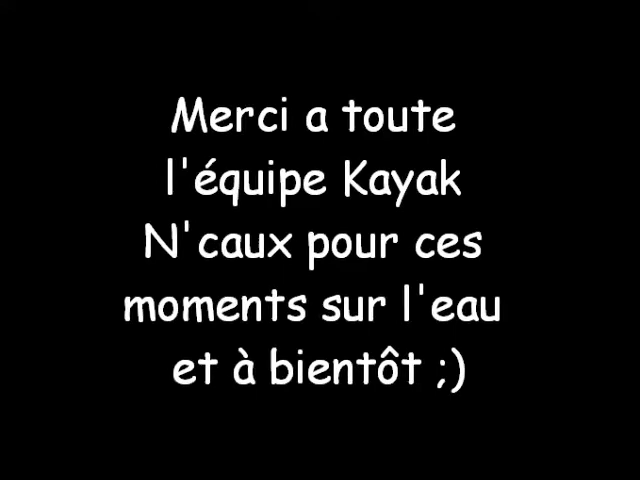 Merci a toute
l'équipe Kayak
N'caux pour ces
moments sur l'eau
et à bientôt ;)